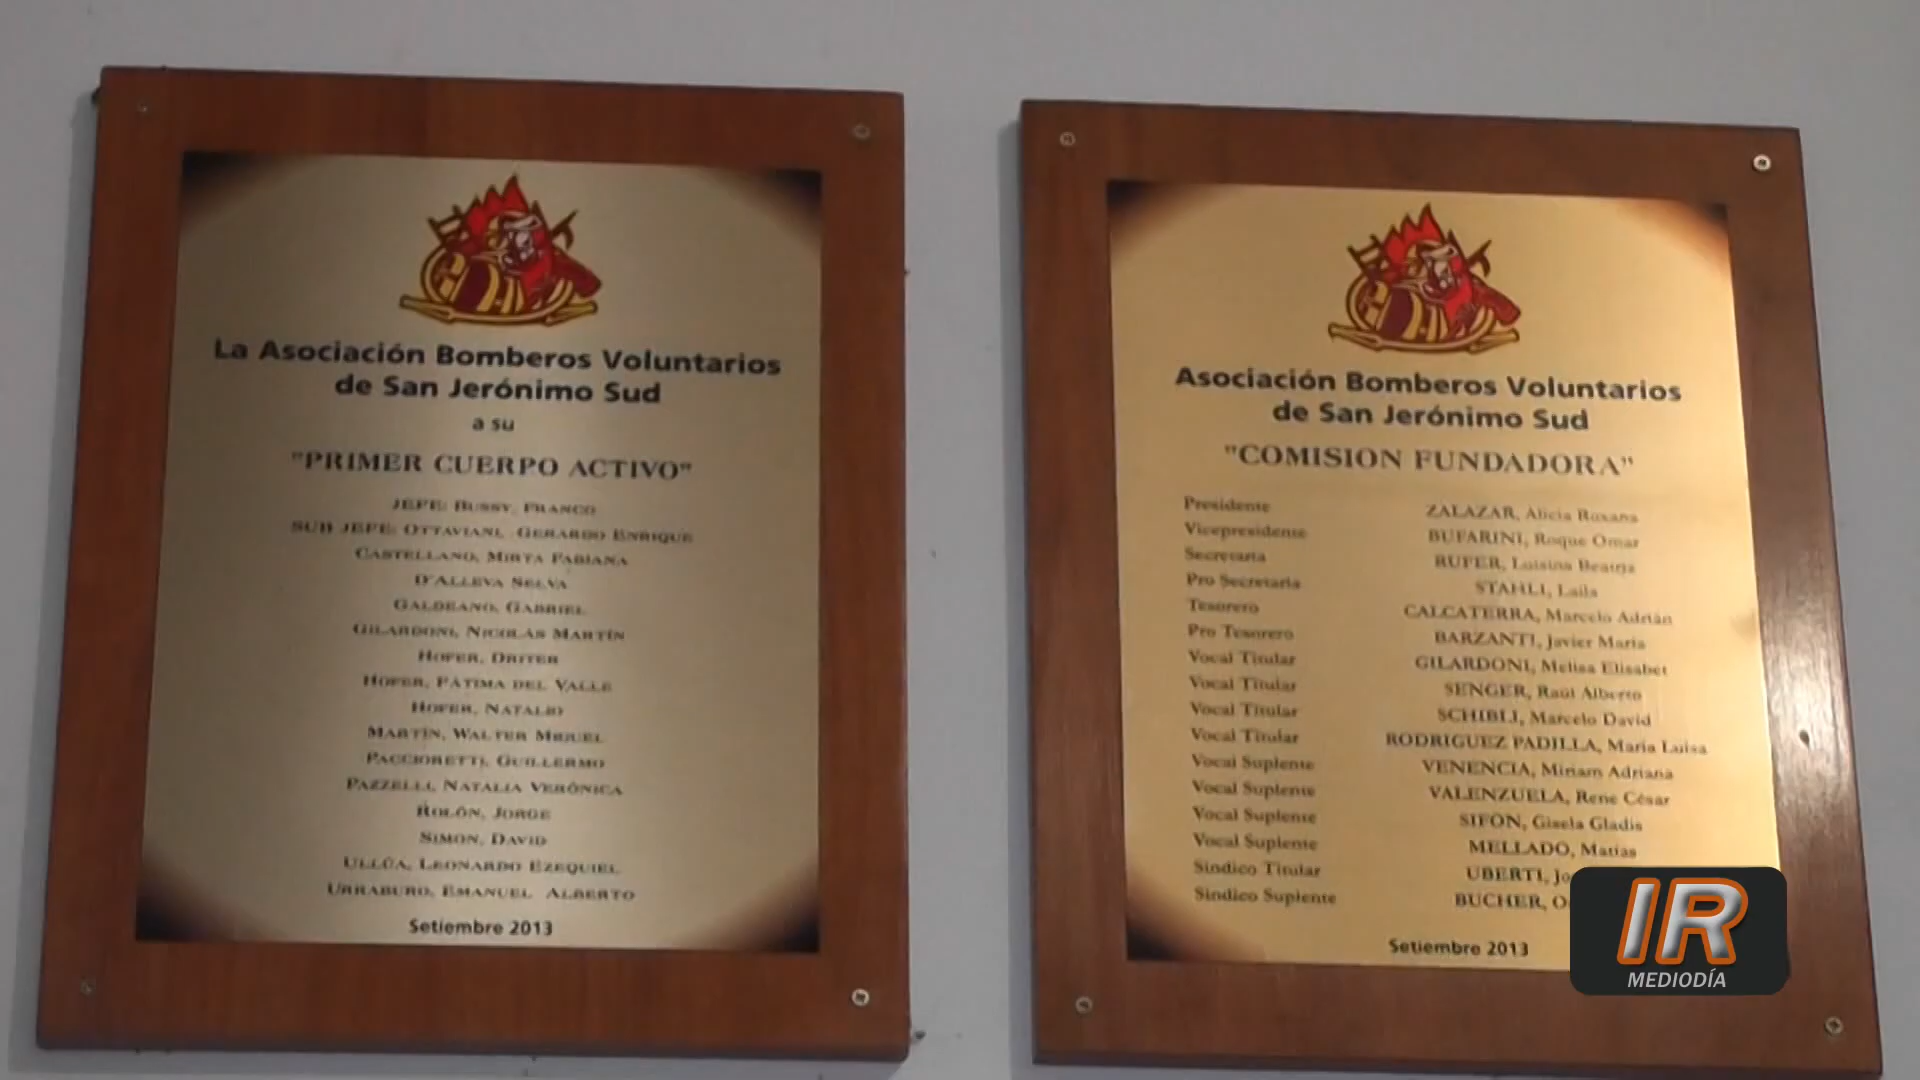 La Asociación Bomberos Voluntarios
de San Jerónimo Sud
a su
"PRIMER CUERPO ACTIVO"
JEFE: BUSSY, FRANCO
SUB JEFE: OTTAVIANI, GERARDO ENRIQUE
CASTELLANO, MIRTA FABIANA
D'ALLEVA SELVA
GALDEANO, GABRIEL
GILARDONI, NICOLÁS MARTÍN
HOFER, DRITER
HOFER, FÁTIMA DEL VALLE
HOFER, NATALIO
MARTÍN, WALTER MIGUEL
PACCIORETTI, GUILLERMO
PAZZELLI, NATALIA VERÓNICA
ROLÓN, JORGE
SIMON, DAVID
ULLÚA, LEONARDO EZEQUIEL
URRABURO, EMANUEL ALBERTO
Setiembre 2013
Asociación Bomberos Voluntarios
de San Jerónimo Sud
"COMISION FUNDADORA"
Presidente ZALAZAR, Alicia Roxana
Vicepresidente BUFARINI, Roque Omar
Secretaria RUFER, Luisina Beatriz
Pro Secretaria STAHLI, Laila
Tesorero CALCATERRA, Marcelo Adrián
Pro Tesorero BARZANTI, Javier María
Vocal Titular GILARDONI, Melisa Elisabet
Vocal Titular SENGER, Raúl Alberto
Vocal Titular SCHIBLI, Marcelo David
Vocal Titular RODRIGUEZ PADILLA, María Luisa
Vocal Suplente VENENCIA, Miriam Adriana
Vocal Suplente VALENZUELA, Rene César
Vocal Suplente SIFON, Gisela Gladis
Vocal Suplente MELLADO, Matías
Sindico Titular UBERTI,
Sindico Suplente BUCHER,
Setiembre 2013
IR
MEDIODÍA